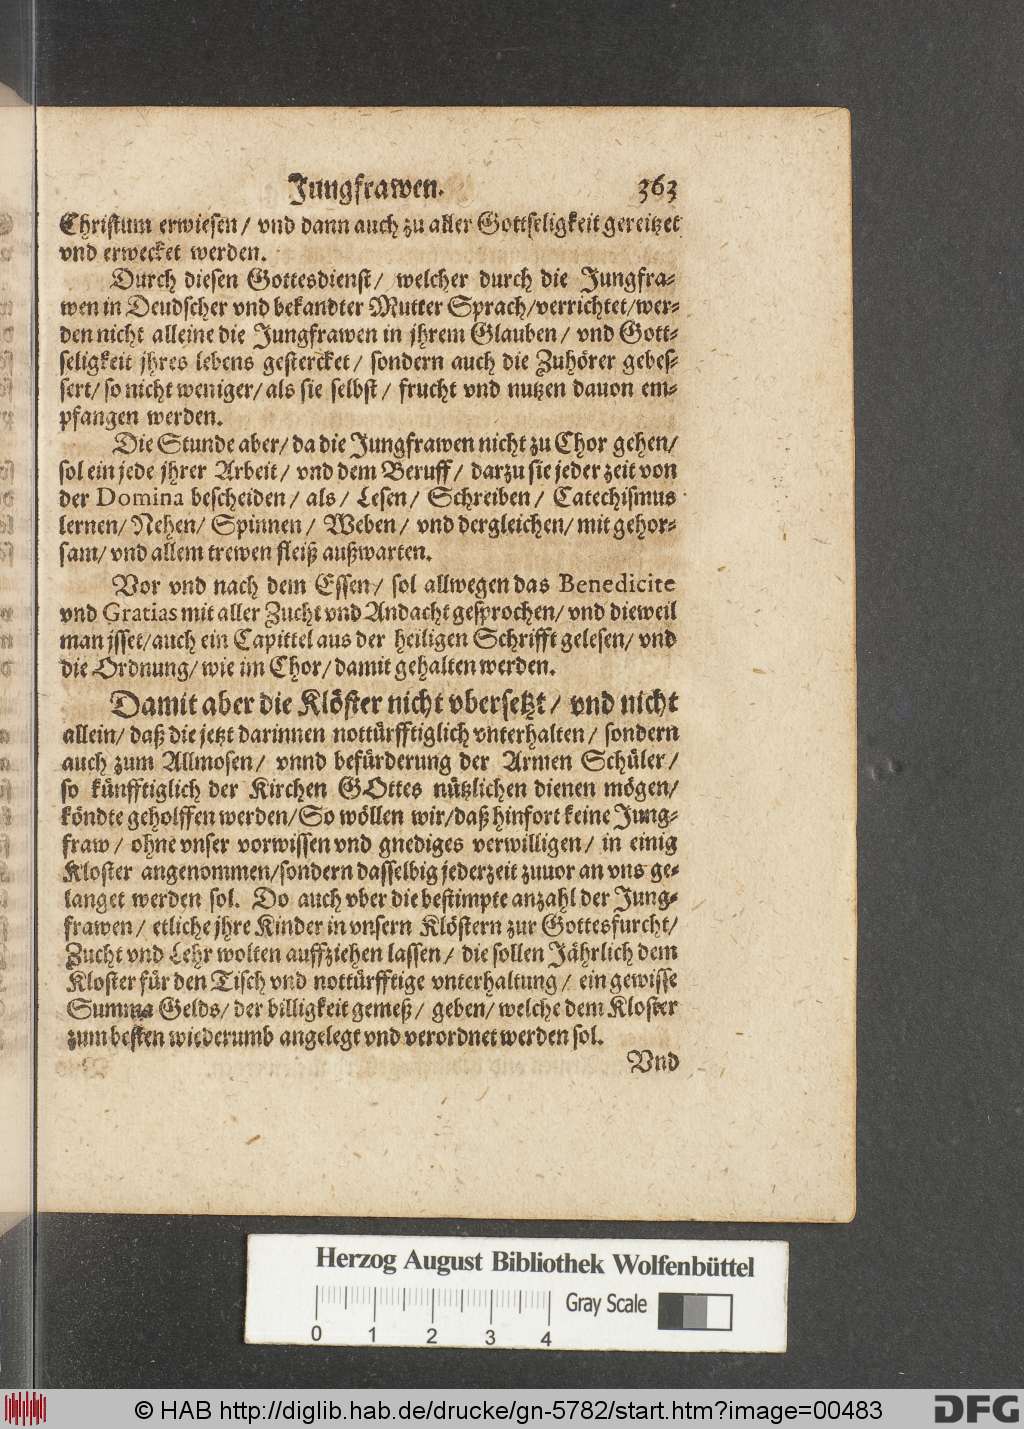 Jungfrawen. 363
Christum erwiesen/ vnd dann auch zu aller Gottseligkeit gereitzet
vnd erwecket werden.
Durch diesen Gottesdienst/ welcher durch die Jungfra-
wen in Deudscher vnd bekandter Mutter Sprach/verrichtet/wer-
den nicht alleine die Jungfrawen in jhrem Glauben/ vnd Gott-
seligkeit jhres lebens gestercket/ sondern auch die Zuhörer gebes-
sert/ so nicht weniger/ als sie selbst/ frucht vnd nutzen dauon em-
pfangen werden.
Die Stunde aber/ da die Jungfrawen nicht zu Chor gehen/
sol ein jede jhrer Arbeit/ vnd dem Beruff/ darzu sie jeder zeit von
der Domina bescheiden/ als/ Lesen/ Schreiben/ Catechismus
lernen/ Nehen/ Spinnen/ Weben/ vnd dergleichen/ mit gehor-
sam/ vnd allem trewen fleiß außwarten.
Vor vnd nach dem Essen/ sol allwegen das Benedicite
vnd Gratias mit aller Zucht vnd Andacht gesprochen/ vnd dieweil
man jsset/auch ein Capittel aus der heiligen Schrifft gelesen/ vnd
die Ordnung/ wie im Chor/ damit gehalten werden.
Damit aber die Klöster nicht vbersetzt/ vnd nicht
allein/ daß die jetzt darinnen nottürfftiglich vnterhalten/ sondern
auch zum Allmosen/ vnnd befürderung der Armen Schüler/
so künfftiglich der Kirchen GOttes nützlichen dienen mögen/
köndte geholffen werden/So wöllen wir/daß hinfort keine Jung-
fraw/ ohne vnser vorwissen vnd gnediges verwilligen/ in einig
Kloster angenommen/sondern dasselbig jederzeit zuuor an vns ge-
langet werden sol. Do auch vber die bestimpte anzahl der Jung-
frawen/ etliche jhre Kinder in vnsern Klöstern zur Gottesfurcht/
Zucht vnd Lehr wolten auffziehen lassen/ die sollen Jährlich dem
Kloster für den Tisch vnd nottürfftige vnterhaltung/ ein gewisse
Summa Gelds/ der billigkeit gemeß/ geben/ welche dem Kloster
zum besten wiederumb angelegt vnd verordnet werden sol.
Vnd
Herzog August Bibliothek Wolfenbüttel
Gray Scale
0 1 2 3 4
© HAB http://diglib.hab.de/drucke/gn-5782/start.htm?image=00483
DFG